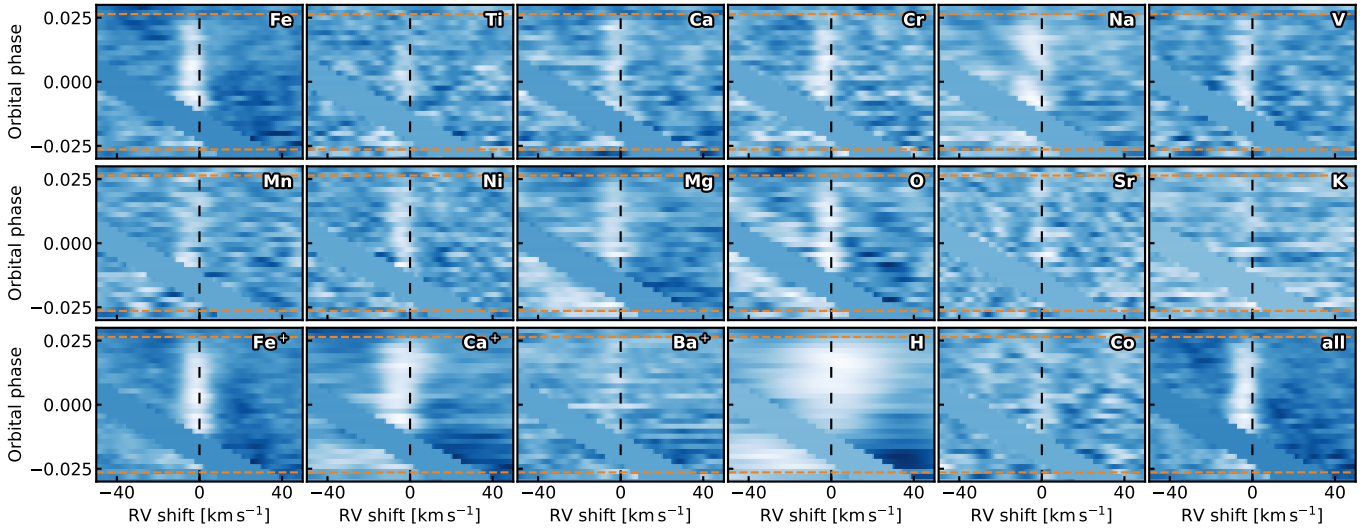 Orbital phase
0.025
0.000
−0.025
Fe
Ti
Ca
Cr
Na
V
Orbital phase
0.025
0.000
−0.025
Mn
Ni
Mg
O
Sr
K
Orbital phase
0.025
0.000
−0.025
Fe⁺
Ca⁺
Ba⁺
H
Co
all
−40 0 40 −40 0 40 −40 0 40 −40 0 40 −40 0 40 −40 0 40
RV shift [km s⁻¹] RV shift [km s⁻¹] RV shift [km s⁻¹] RV shift [km s⁻¹] RV shift [km s⁻¹] RV shift [km s⁻¹]